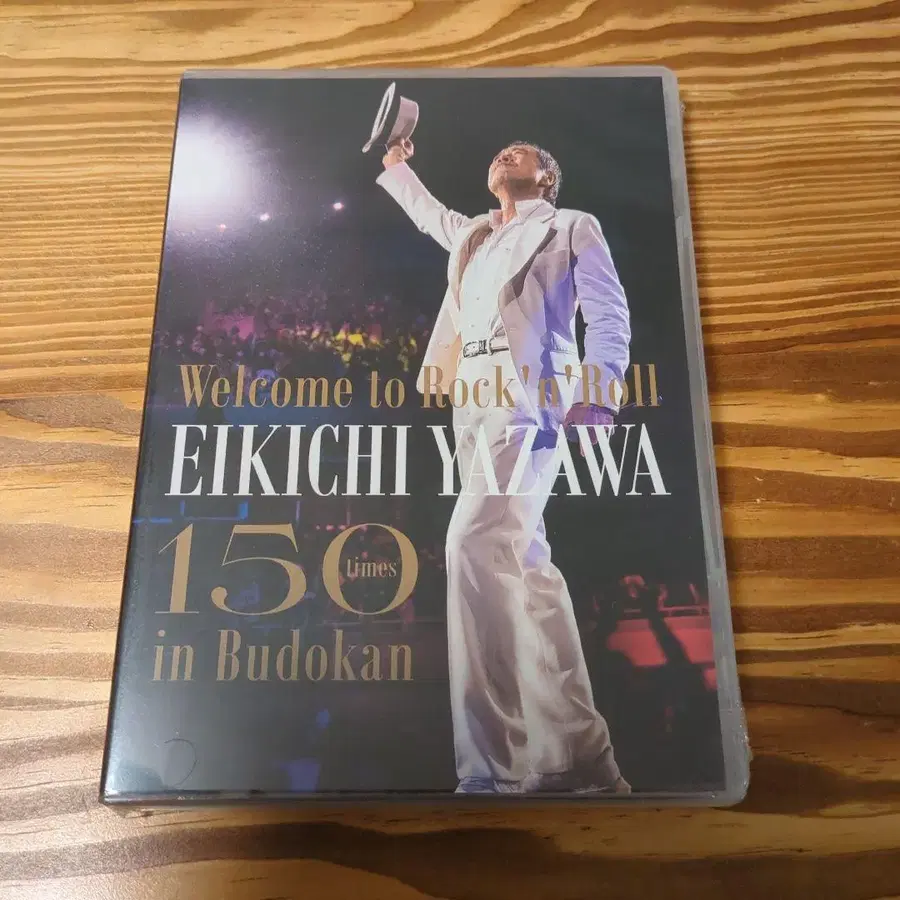 Welcome to Rock'n'Roll
EIKICHI YAZAWA
150 times
in Budokan